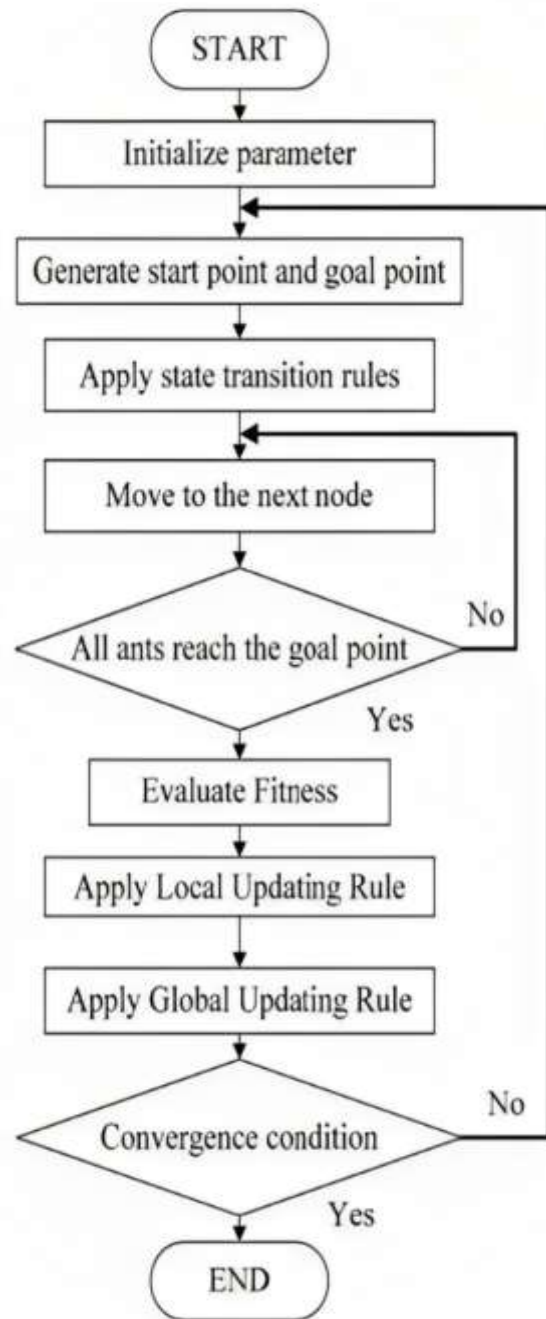 START
Initialize parameter
Generate start point and goal point
Apply state transition rules
Move to the next node
No
All ants reach the goal point
Yes
Evaluate Fitness
Apply Local Updating Rule
Apply Global Updating Rule
No
Convergence condition
Yes
END